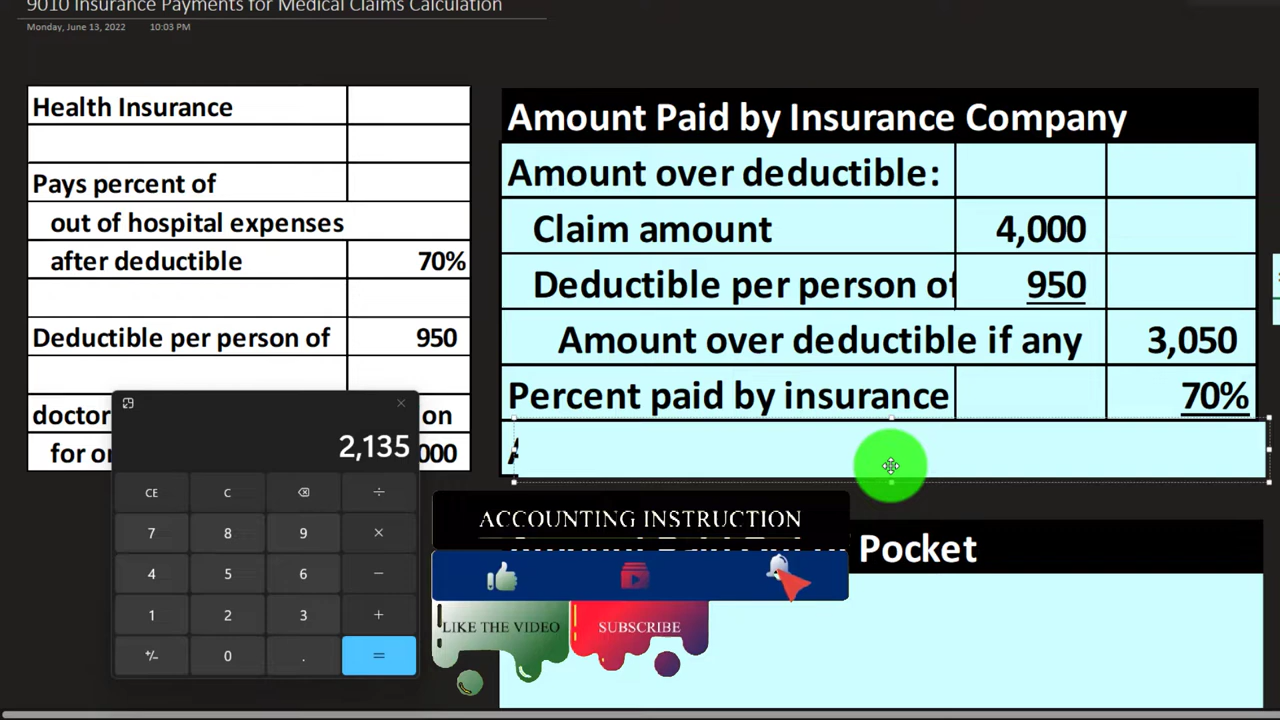 9010 Insurance Payments for Medical Claims Calculation
Monday, June 13, 2022 10:03 PM
Health Insurance
Pays percent of
out of hospital expenses
after deductible 70%
Deductible per person of 950
doctor on
for 000
Amount Paid by Insurance Company
Amount over deductible:
Claim amount 4,000
Deductible per person of 950
Amount over deductible if any 3,050
Percent paid by insurance 70%
2,135
CE C ÷
7 8 9 ×
4 5 6 −
1 2 3 +
+/- 0 . =
ACCOUNTING INSTRUCTION
Pocket
LIKE THE VIDEO SUBSCRIBE